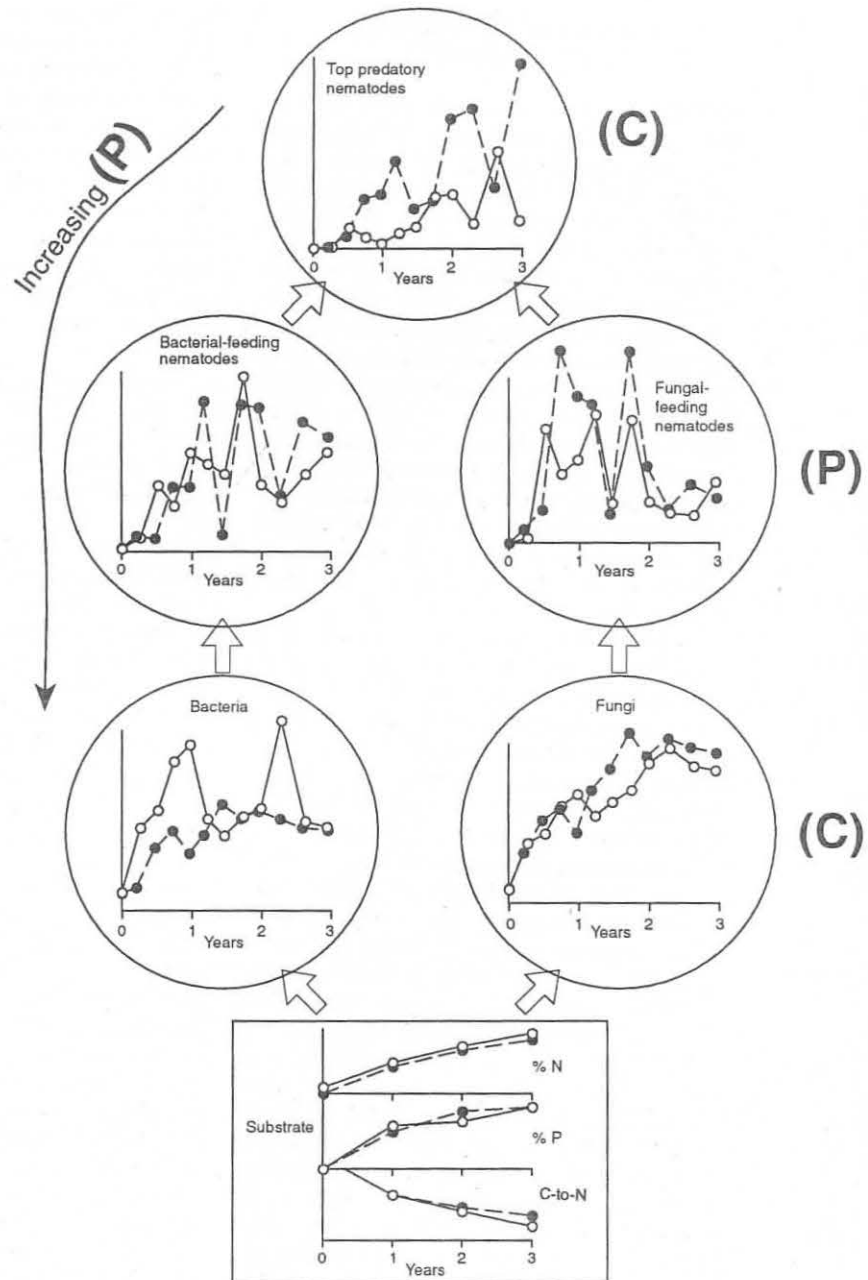 Top predatory
nematodes
(C)
Increasing (P)
0 1 2 3
Years
Bacterial-feeding
nematodes
0 1 2 3
Years
Fungal-
feeding
nematodes
(P)
0 1 2 3
Years
Bacteria
0 1 2 3
Years
Fungi
(C)
0 1 2 3
Years
Substrate
% N
% P
C-to-N
0 1 2 3
Years